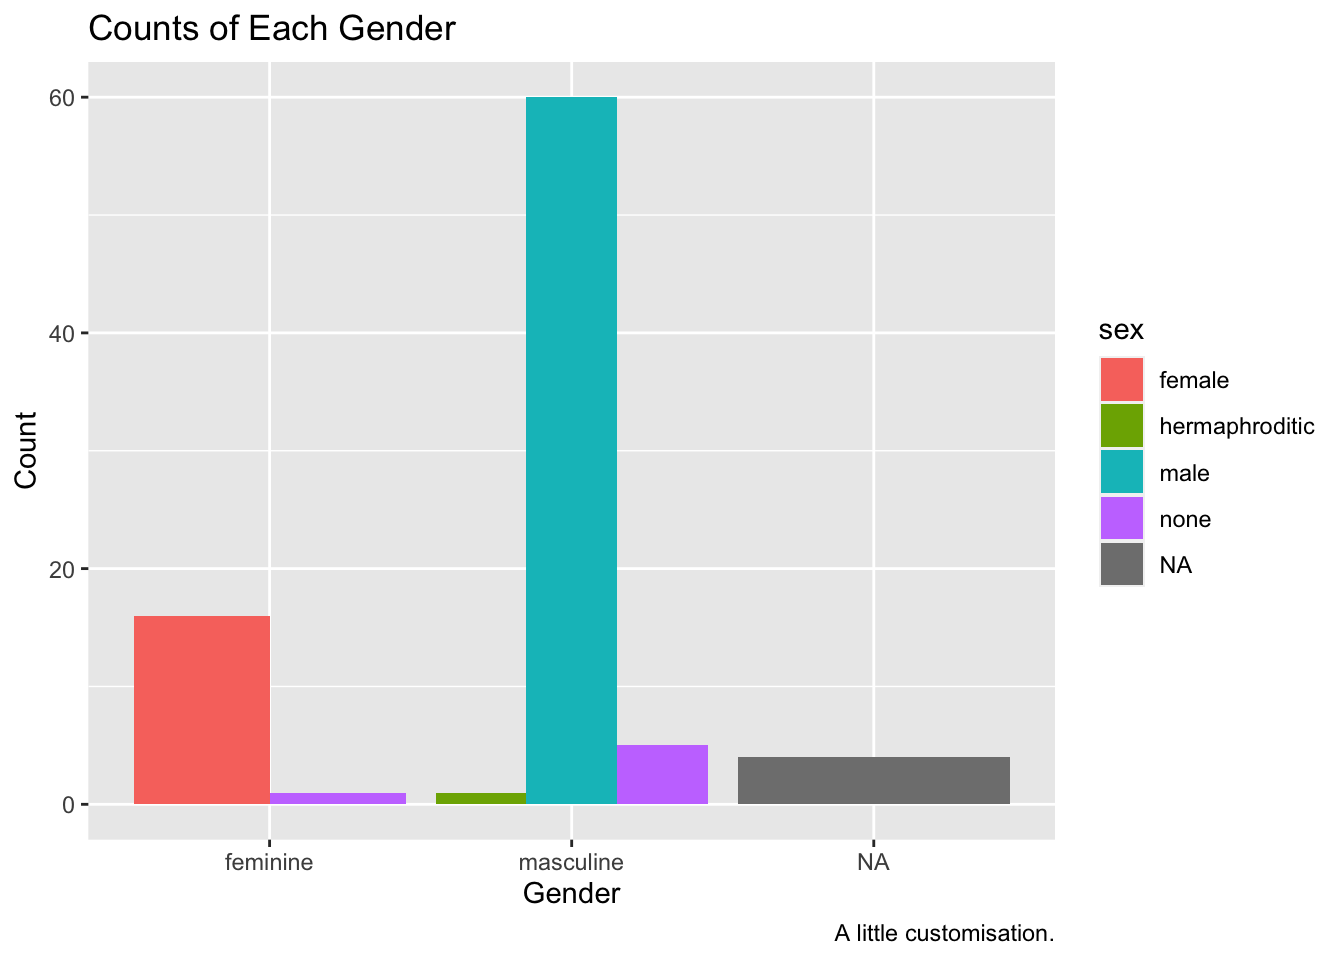 Counts of Each Gender
60
40
20
0
Count
feminine
masculine
NA
Gender
sex
female
hermaphroditic
male
none
NA
A little customisation.